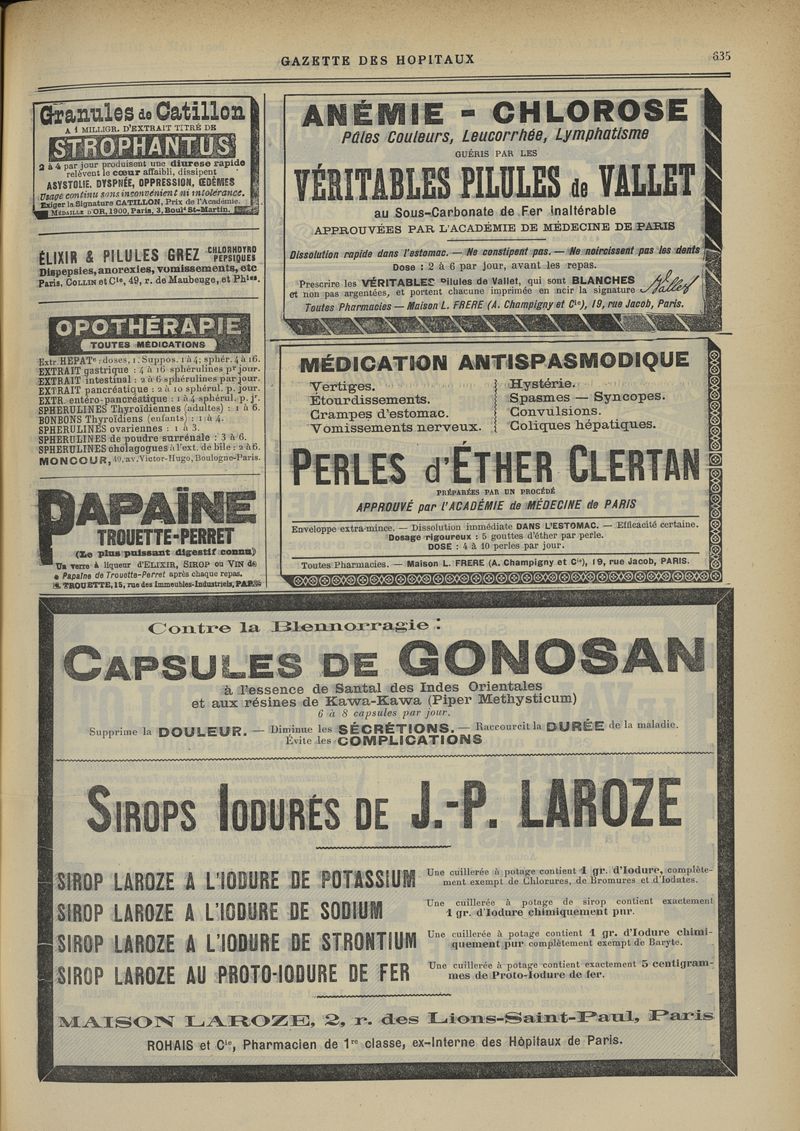 GAZETTE DES HOPITAUX
635
Granules de Catillon
A 1 MILLIGR. D'EXTRAIT TITRÉ DE
STROPHANTUS
2 à 4 par jour produisent une diurese rapide
relèvent le cœur affaibli, dissipent
ASYSTOLIE, DYSPNÉE, OPPRESSION, ŒDÈMES
Usage continu sans inconvénient ni intolérance.
Exiger la Signature CATILLON, Prix de l'Académie.
MÉDAILLE D'OR, 1900, Paris, 3, Boulᵗ St-Martin.
ÉLIXIR & PILULES GREZ CHLORHYDRO
PEPSIQUES
Dispepsies, anorexies, vomissements, etc
Paris, COLLIN et Cⁱᵉ, 49, r. de Maubeuge, et Phⁱᵉˢ.
OPOTHÉRAPIE
TOUTES MÉDICATIONS
Extr. HÉPATᵉ: doses, 1. Suppos. 1 à 4; sphér. 4 à 16.
EXTRAIT gastrique : 4 à 16 sphérulines pʳ jour.
EXTRAIT intestinal : 2 à 6 sphérulines par jour.
EXTRAIT pancréatique : 2 à 10 sphérul. p. jour.
EXTR. entéro-pancréatique : 1 à 4 sphérul. p. jʳ.
SPHERULINES Thyroïdiennes (adultes) : 1 à 6.
BONBONS Thyroïdiens (enfants) : 1 à 4.
SPHERULINES ovariennes : 1 à 3.
SPHERULINES de poudre surrénale : 3 à 6.
SPHERULINES cholagogues à l'ext. de bile : 2 à 6.
MONCOUR, 49, av. Victor-Hugo, Boulogne-Paris.
PAPAÏNE
TROUETTE-PERRET
(Le plus puissant digestif connu)
Un verre à liqueur d'ELIXIR, SIROP ou VIN de
Papaïne de Trouette-Perret après chaque repas.
E. TROUETTE, 15, rue des Immeubles-Industriels, PARIS
ANÉMIE - CHLOROSE
Pâles Couleurs, Leucorrhée, Lymphatisme
GUÉRIS PAR LES
VÉRITABLES PILULES de VALLET
au Sous-Carbonate de Fer Inaltérable
APPROUVÉES PAR L'ACADÉMIE DE MÉDECINE DE PARIS
Dissolution rapide dans l'estomac. — Ne constipent pas. — Ne noircissent pas les dents
Dose : 2 à 6 par jour, avant les repas.
Prescrire les VÉRITABLES Pilules de Vallet, qui sont BLANCHES
et non pas argentées, et portent chacune imprimée en noir la signature Vallet
Toutes Pharmacies — Maison L. FRERE (A. Champigny et Cⁱᵉ), 19, rue Jacob, Paris.
MÉDICATION ANTISPASMODIQUE
Vertiges. Hystérie.
Étourdissements. Spasmes — Syncopes.
Crampes d'estomac. Convulsions.
Vomissements nerveux. Coliques hépatiques.
PERLES d'ÉTHER CLERTAN
PRÉPARÉES PAR UN PROCÉDÉ
APPROUVÉ par l'ACADÉMIE de MÉDECINE de PARIS
Enveloppe extra-mince. — Dissolution immédiate DANS L'ESTOMAC. — Efficacité certaine.
Dosage rigoureux : 5 gouttes d'éther par perle.
DOSE : 4 à 10 perles par jour.
Toutes Pharmacies. — Maison L. FRERE (A. Champigny et Cⁱᵉ), 19, rue Jacob, PARIS.
Contre la Blennorragie :
CAPSULES DE GONOSAN
à l'essence de Santal des Indes Orientales
et aux résines de Kawa-Kawa (Piper Methysticum)
6 à 8 capsules par jour.
Supprime la DOULEUR. — Diminue les SÉCRÉTIONS. — Raccourcit la DURÉE de la maladie.
Évite les COMPLICATIONS
SIROPS IODURÉS DE J.-P. LAROZE
SIROP LAROZE A L'IODURE DE POTASSIUM Une cuillerée à potage contient 1 gr. d'Iodure, complète-
ment exempt de Chlorures, de Bromures et d'Iodates.
SIROP LAROZE A L'IODURE DE SODIUM Une cuillerée à potage de sirop contient exactement
1 gr. d'Iodure chimiquement pur.
SIROP LAROZE A L'IODURE DE STRONTIUM Une cuillerée à potage contient 1 gr. d'Iodure chimi-
quement pur complètement exempt de Baryte.
SIROP LAROZE AU PROTO-IODURE DE FER Une cuillerée à potage contient exactement 5 centigram-
mes de Proto-Iodure de fer.
MAISON LAROZE, 2, r. des Lions-Saint-Paul, Paris
ROHAIS et Cⁱᵉ, Pharmacien de 1ʳᵉ classe, ex-Interne des Hôpitaux de Paris.